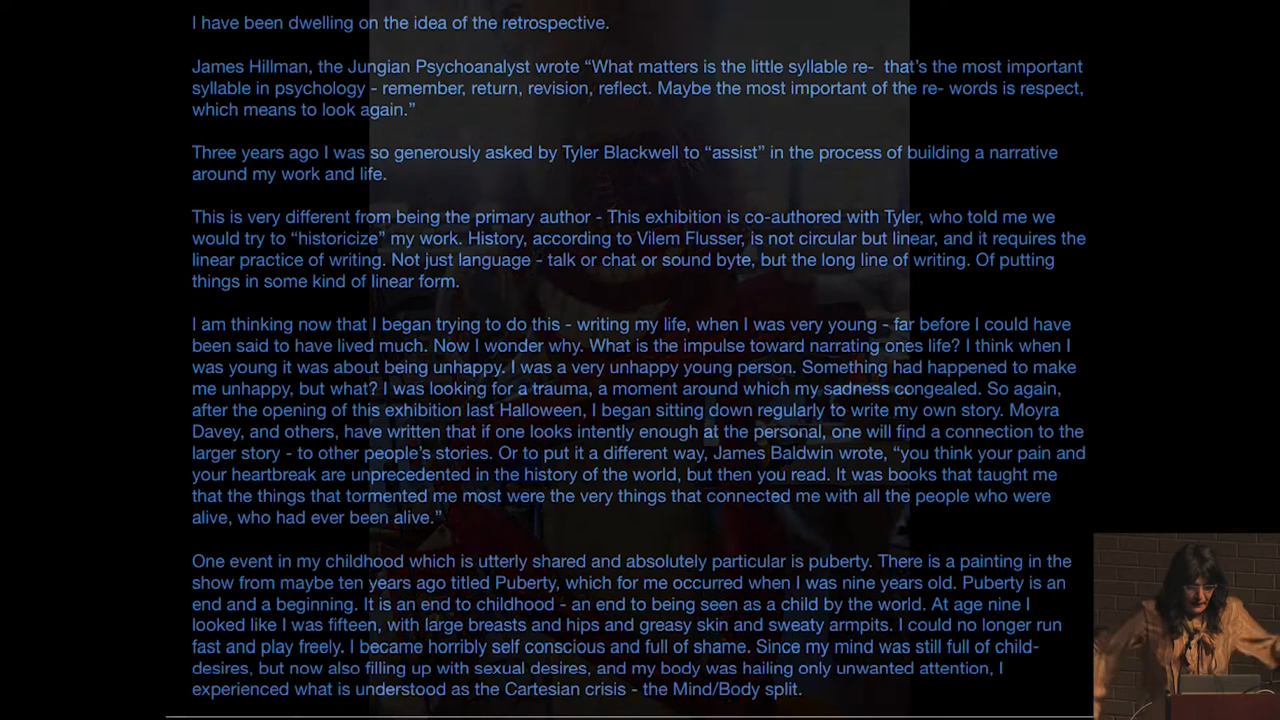 I have been dwelling on the idea of the retrospective.
James Hillman, the Jungian Psychoanalyst wrote “What matters is the little syllable re-  that’s the most important
syllable in psychology - remember, return, revision, reflect. Maybe the most important of the re- words is respect,
which means to look again.”
Three years ago I was so generously asked by Tyler Blackwell to “assist” in the process of building a narrative
around my work and life.
This is very different from being the primary author - This exhibition is co-authored with Tyler, who told me we
would try to “historicize” my work. History, according to Vilem Flusser, is not circular but linear, and it requires the
linear practice of writing. Not just language - talk or chat or sound byte, but the long line of writing. Of putting
things in some kind of linear form.
I am thinking now that I began trying to do this - writing my life, when I was very young - far before I could have
been said to have lived much. Now I wonder why. What is the impulse toward narrating ones life? I think when I
was young it was about being unhappy. I was a very unhappy young person. Something had happened to make
me unhappy, but what? I was looking for a trauma, a moment around which my sadness congealed. So again,
after the opening of this exhibition last Halloween, I began sitting down regularly to write my own story. Moyra
Davey, and others, have written that if one looks intently enough at the personal, one will find a connection to the
larger story - to other people’s stories. Or to put it a different way, James Baldwin wrote, “you think your pain and
your heartbreak are unprecedented in the history of the world, but then you read. It was books that taught me
that the things that tormented me most were the very things that connected me with all the people who were
alive, who had ever been alive.”
One event in my childhood which is utterly shared and absolutely particular is puberty. There is a painting in the
show from maybe ten years ago titled Puberty, which for me occurred when I was nine years old. Puberty is an
end and a beginning. It is an end to childhood - an end to being seen as a child by the world. At age nine I
looked like I was fifteen, with large breasts and hips and greasy skin and sweaty armpits. I could no longer run
fast and play freely. I became horribly self conscious and full of shame. Since my mind was still full of child-
desires, but now also filling up with sexual desires, and my body was hailing only unwanted attention, I
experienced what is understood as the Cartesian crisis - the Mind/Body split.